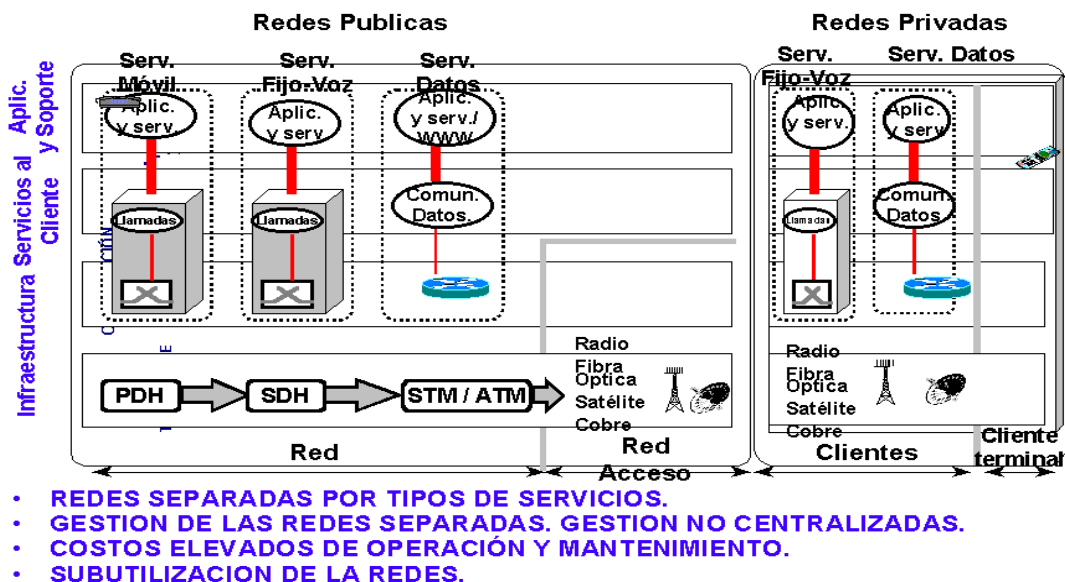 Redes Publicas
Redes Privadas
Serv.
Móvil
Serv.
Fijo-Voz
Serv.
Datos
Serv.
Fijo-Voz
Serv. Datos
Aplic.
y Soporte
Aplic.
y serv.
Aplic.
y serv
Aplic.
y serv./
WWW
Aplic
y serv.
Aplic.
y serv
Servicios al
Cliente
Llamadas
Llamadas
Comun.
Datos.
Llamadas
Comun.
Datos
Infraestructura
PDH
SDH
STM / ATM
Radio
Fibra
Optica
Satélite
Cobre
Radio
Fibra
Optica
Satélite
Cobre
Red
Red
Acceso
Clientes
Cliente
terminal
• REDES SEPARADAS POR TIPOS DE SERVICIOS.
• GESTION DE LAS REDES SEPARADAS. GESTION NO CENTRALIZADAS.
• COSTOS ELEVADOS DE OPERACIÓN Y MANTENIMIENTO.
• SUBUTILIZACION DE LA REDES.